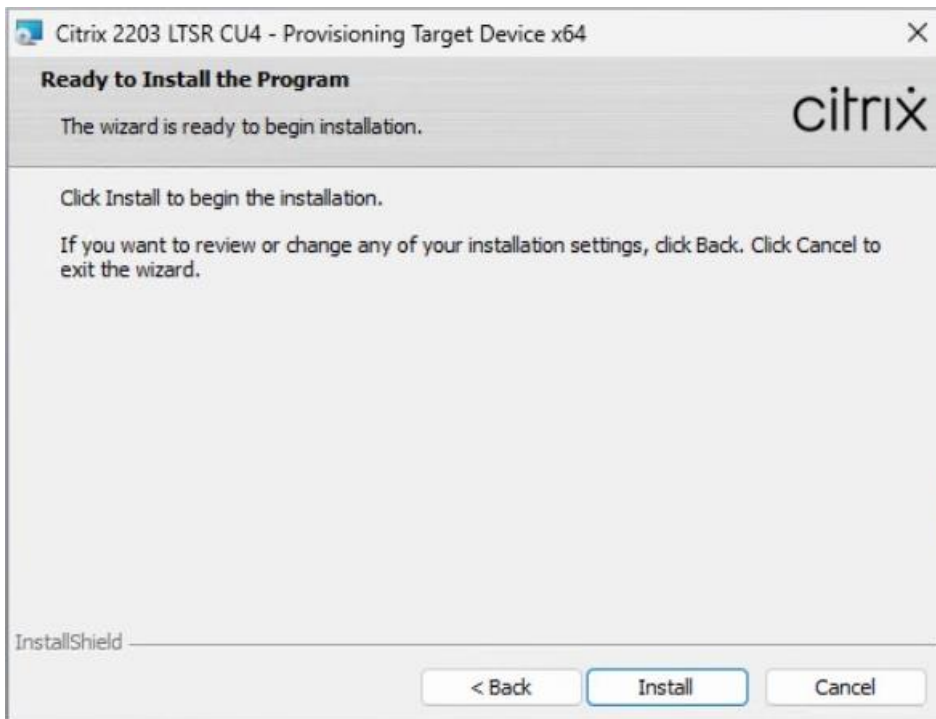 Citrix 2203 LTSR CU4 - Provisioning Target Device x64
Ready to Install the Program
The wizard is ready to begin installation.
citrix
Click Install to begin the installation.
If you want to review or change any of your installation settings, click Back. Click Cancel to
exit the wizard.
InstallShield
< Back
Install
Cancel